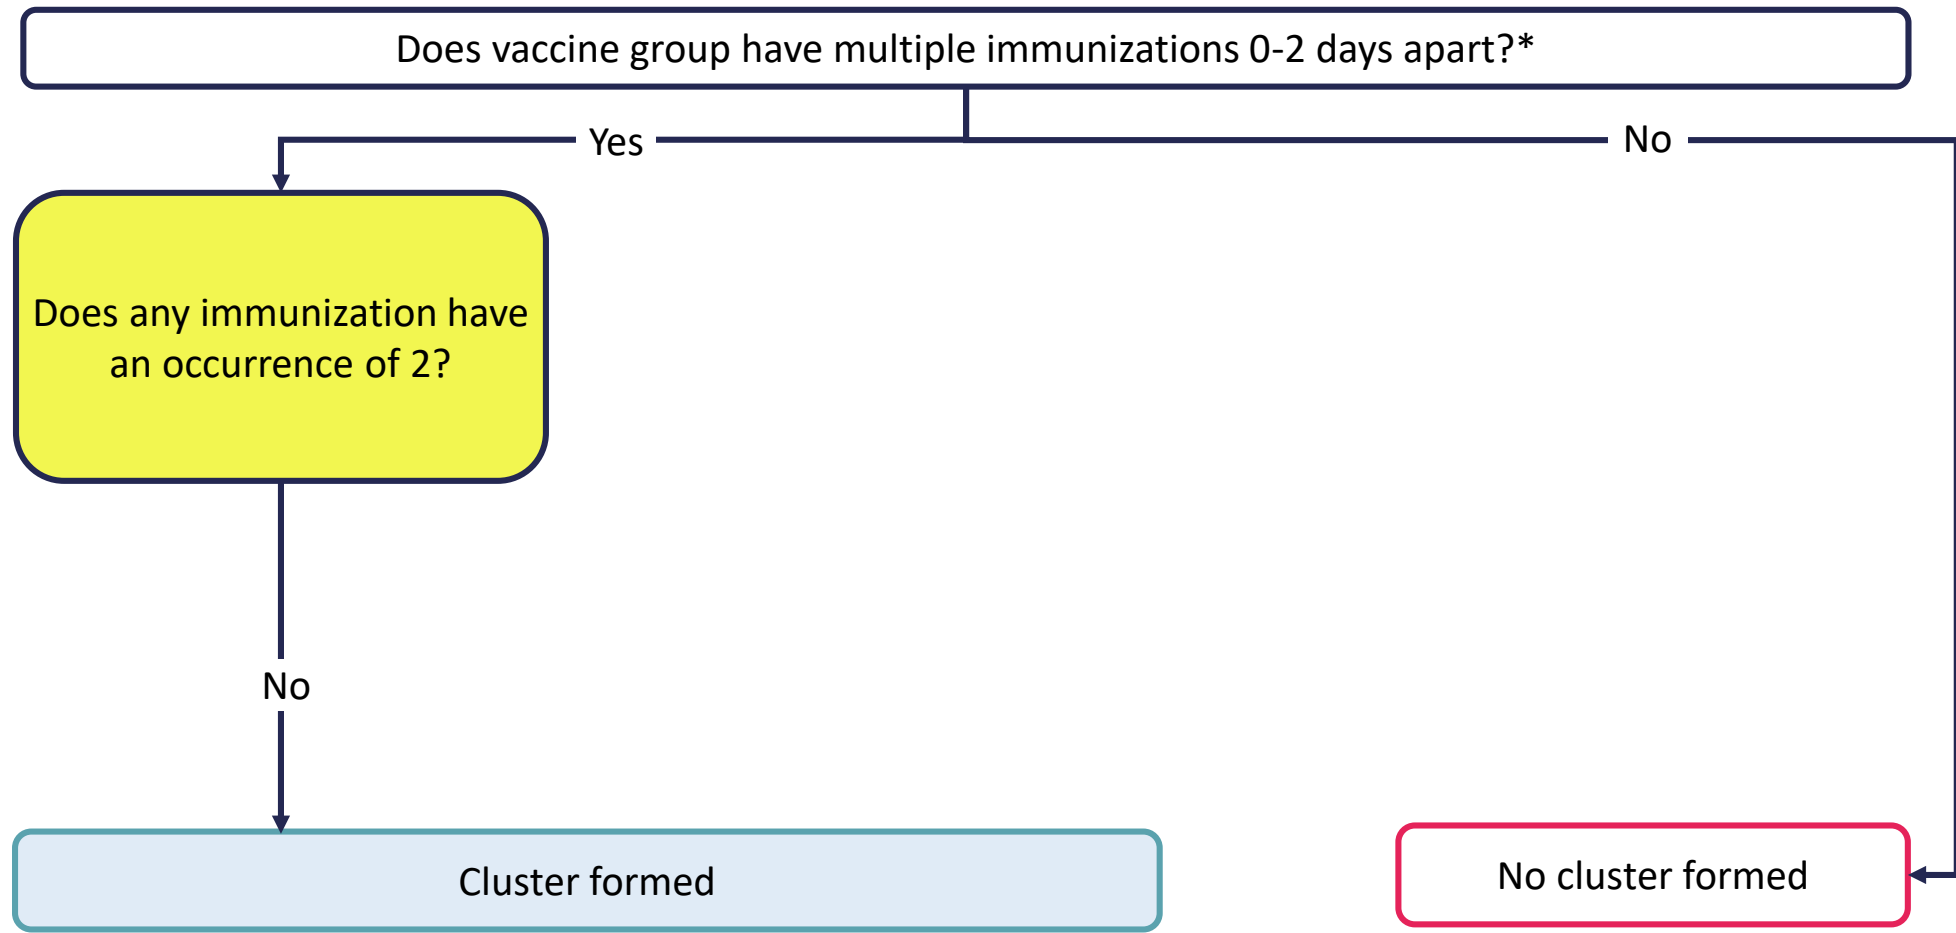 Does vaccine group have multiple immunizations 0-2 days apart?*
Yes
No
Does any immunization have
an occurrence of 2?
No
Cluster formed
No cluster formed